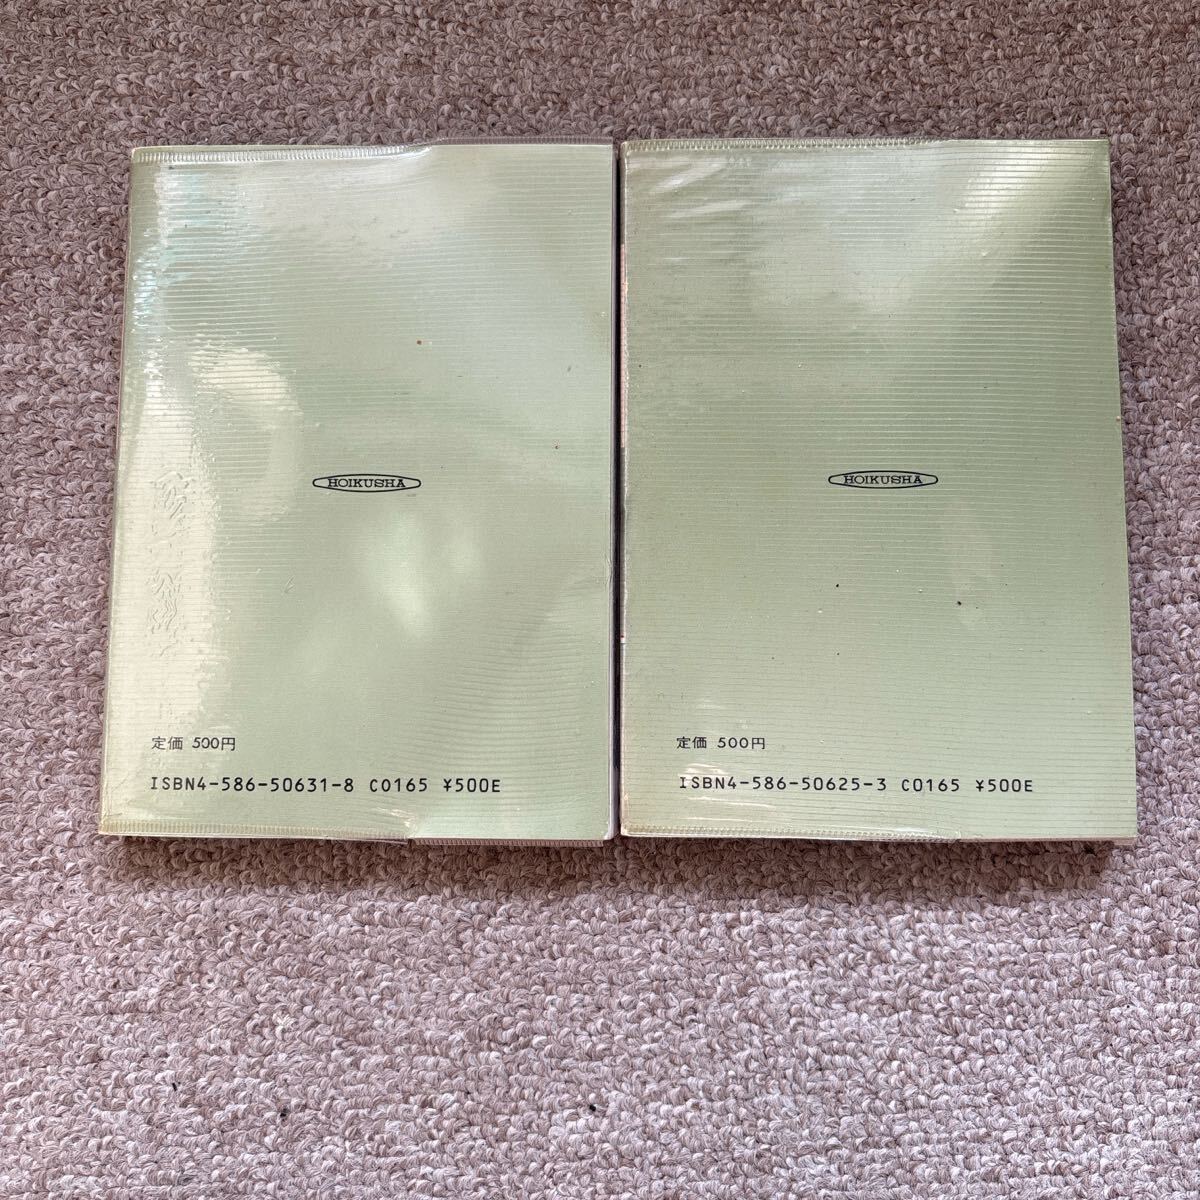 HOIKUSHA
定価 500円
ISBN4-586-50631-8 C0165 ¥500E
HOIKUSHA
定価 500円
ISBN4-586-50625-3 C0165 ¥500E